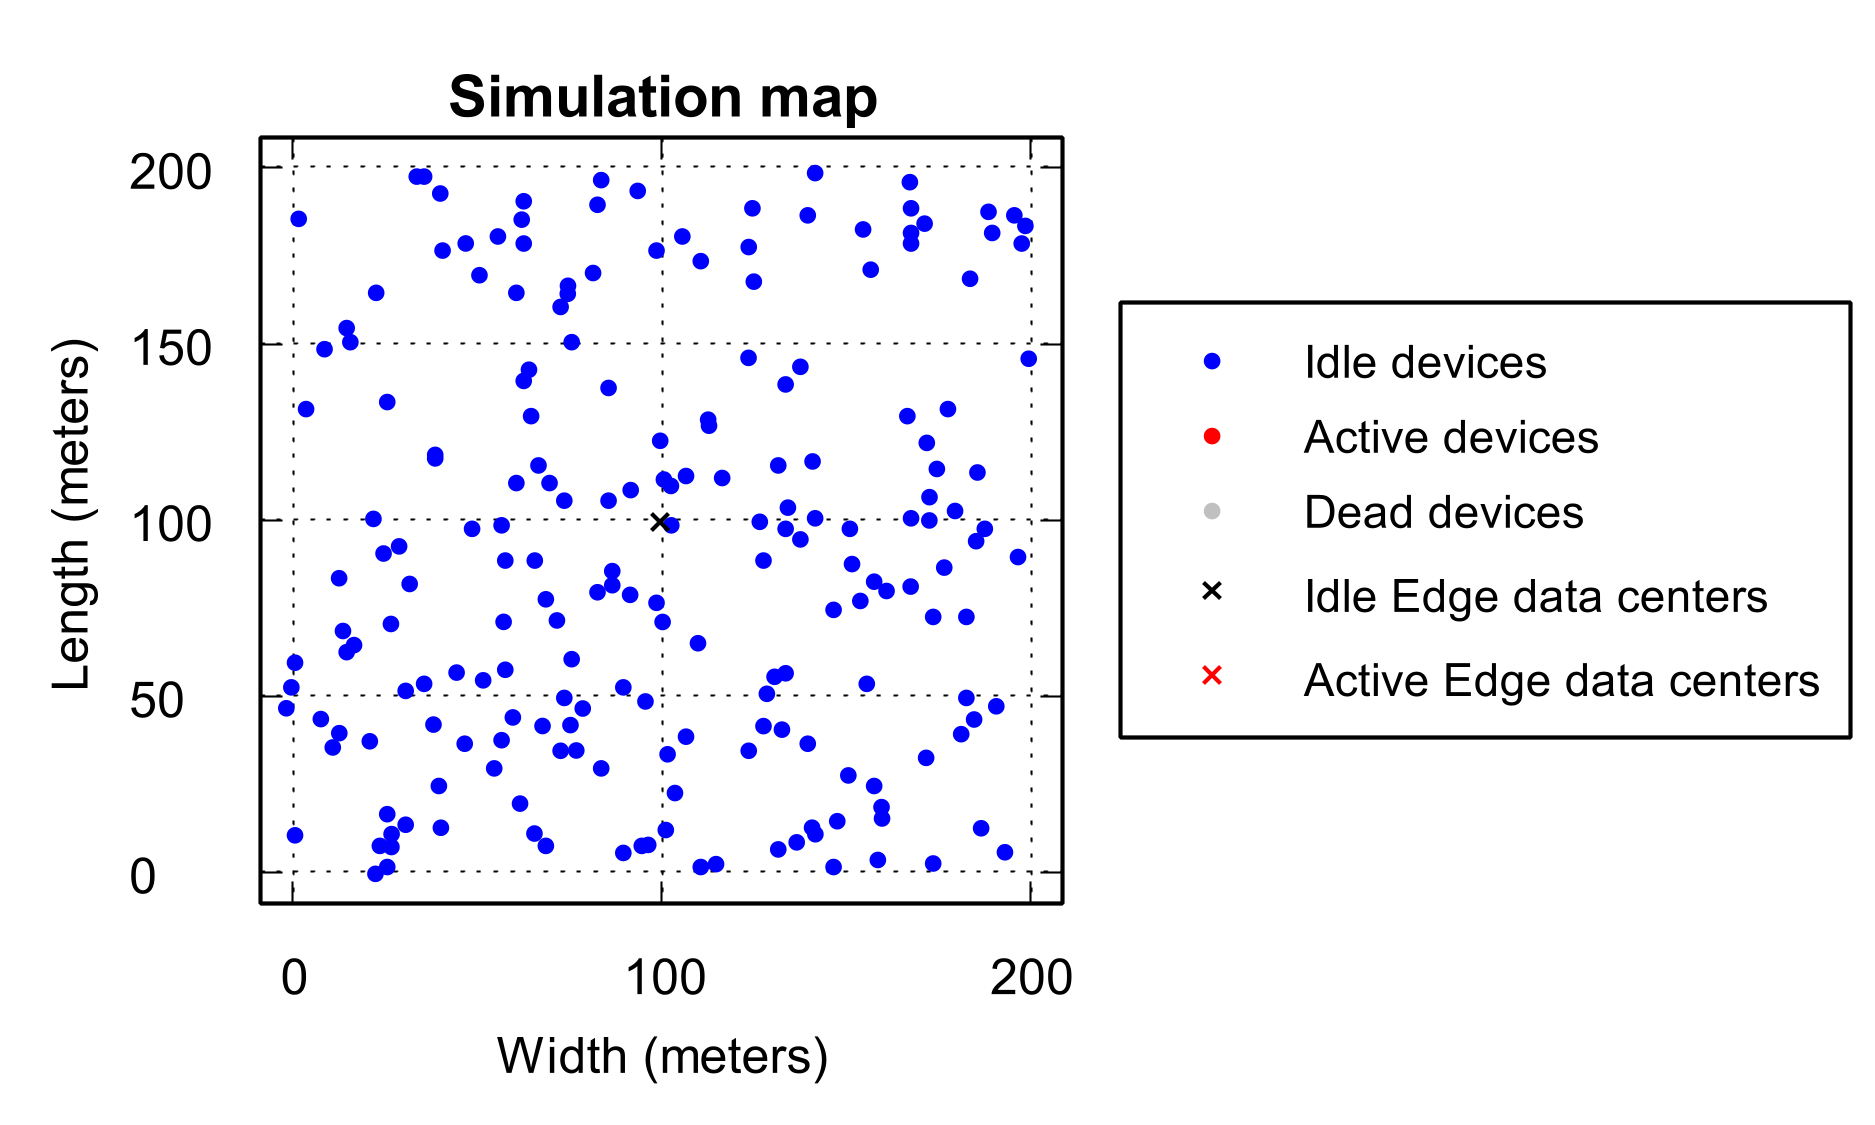 Simulation map
200
150
100
50
0
Length (meters)
0 100 200
Width (meters)
Idle devices
Active devices
Dead devices
Idle Edge data centers
Active Edge data centers